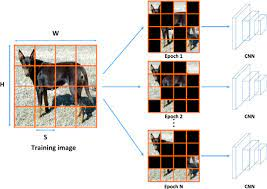 W
H
S
Training image
Epoch 1
CNN
Epoch 2
CNN
Epoch N
CNN